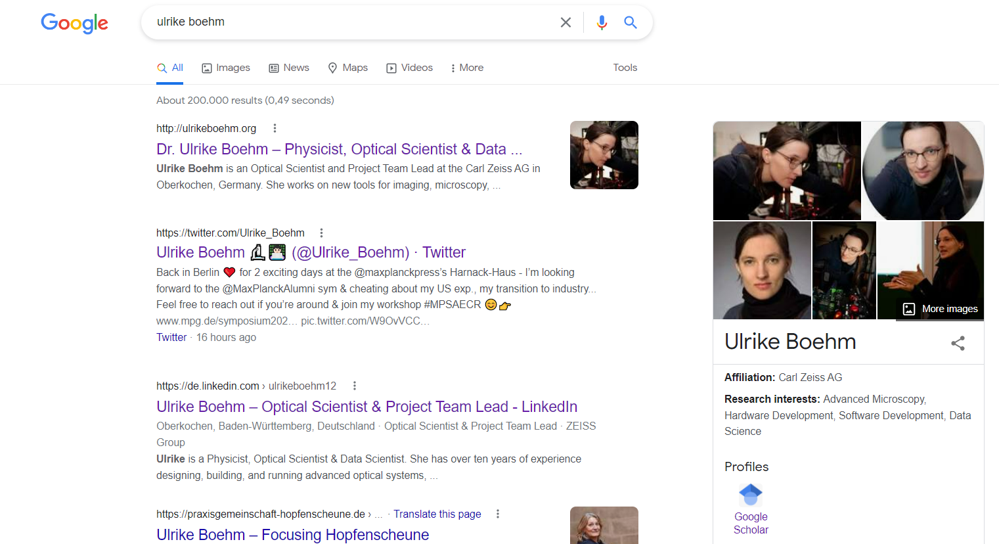 Google
ulrike boehm
All Images News Maps Videos More Tools
About 200.000 results (0,49 seconds)
http://ulrikeboehm.org
Dr. Ulrike Boehm – Physicist, Optical Scientist & Data ...
Ulrike Boehm is an Optical Scientist and Project Team Lead at the Carl Zeiss AG in
Oberkochen, Germany. She works on new tools for imaging, microscopy, ...
https://twitter.com/Ulrike_Boehm
Ulrike Boehm 🔬👩🏻‍💻 (@Ulrike_Boehm) · Twitter
Back in Berlin ❤️ for 2 exciting days at the @maxplanckpress’s Harnack-Haus - I’m looking
forward to the @MaxPlanckAlumni sym & cheating about my US exp., my transition to industry...
Feel free to reach out if you’re around & join my workshop #MPSAECR 😊👉
www.mpg.de/symposium202… pic.twitter.com/W9OvVCC…
Twitter · 16 hours ago
https://de.linkedin.com › ulrikeboehm12
Ulrike Boehm – Optical Scientist & Project Team Lead - LinkedIn
Oberkochen, Baden-Württemberg, Deutschland · Optical Scientist & Project Team Lead · ZEISS
Group
Ulrike is a Physicist, Optical Scientist & Data Scientist. She has over ten years of experience
designing, building, and running advanced optical systems, ...
https://praxisgemeinschaft-hopfenscheune.de › ... · Translate this page
Ulrike Boehm – Focusing Hopfenscheune
More images
Ulrike Boehm
Affiliation: Carl Zeiss AG
Research interests: Advanced Microscopy,
Hardware Development, Software Development, Data
Science
Profiles
Google
Scholar